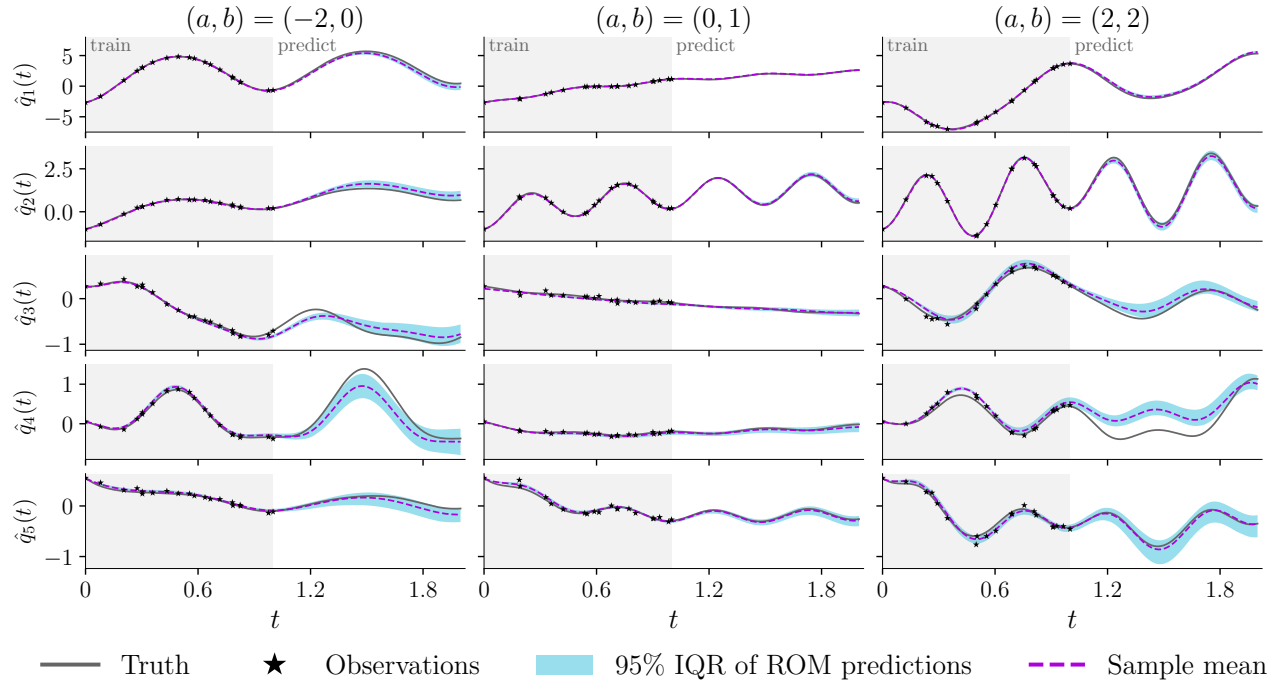 (a, b) = (−2, 0)
(a, b) = (0, 1)
(a, b) = (2, 2)
train
predict
train
predict
train
predict
q̂₁(t)
5
0
−5
q̂₂(t)
2.5
0.0
q̂₃(t)
0
−1
q̂₄(t)
1
0
q̂₅(t)
0
−1
0
0.6
1.2
1.8
0
0.6
1.2
1.8
0
0.6
1.2
1.8
t
t
t
Truth
Observations
95% IQR of ROM predictions
Sample mean